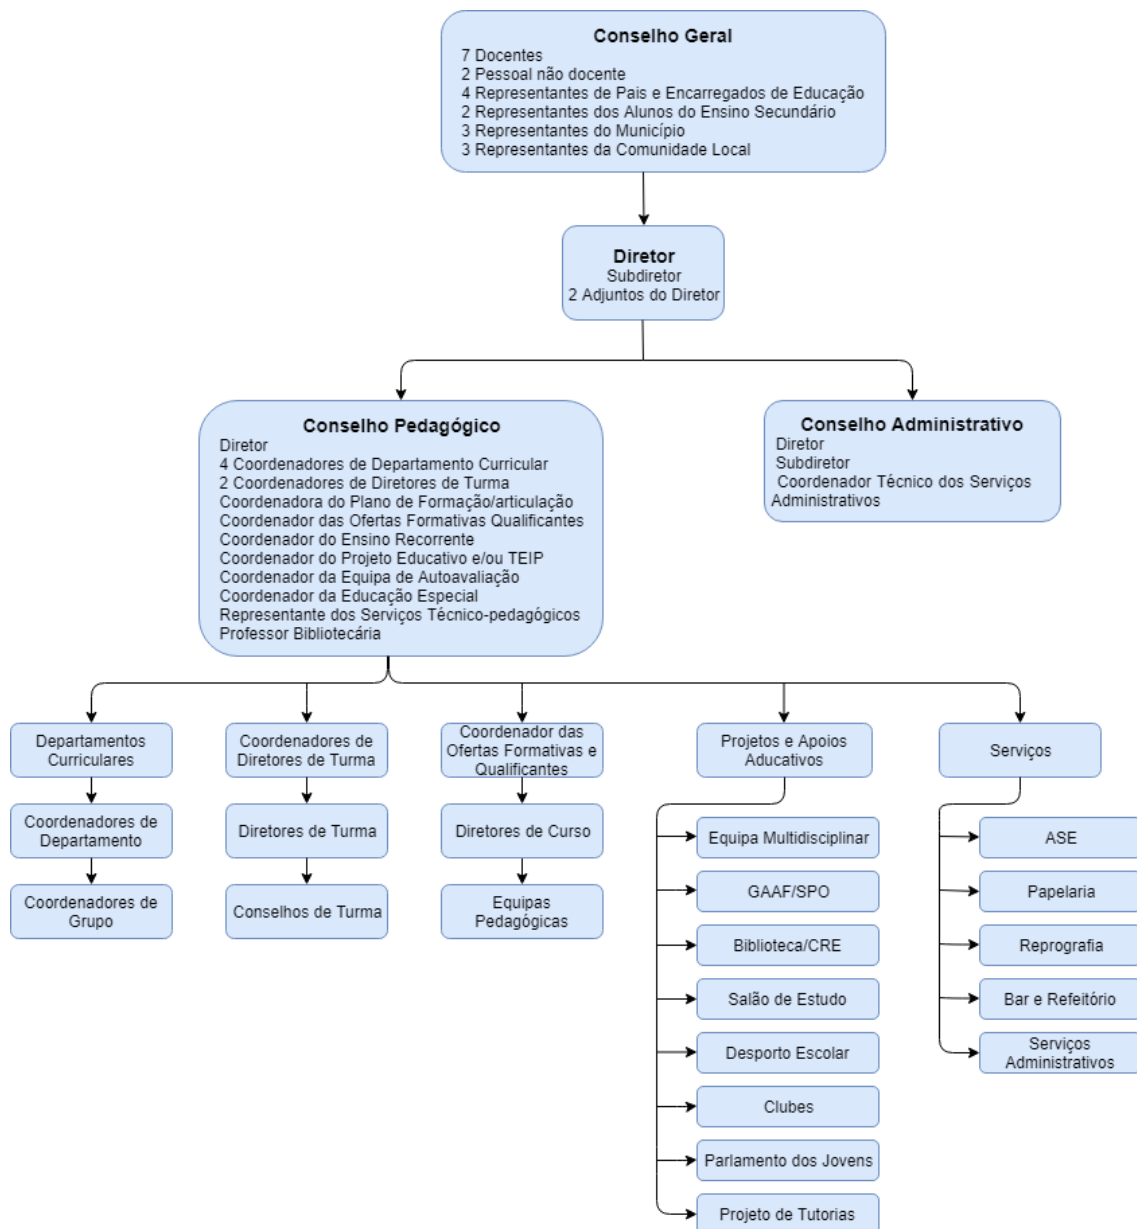 Conselho Geral
7 Docentes
2 Pessoal não docente
4 Representantes de Pais e Encarregados de Educação
2 Representantes dos Alunos do Ensino Secundário
3 Representantes do Município
3 Representantes da Comunidade Local
Diretor
Subdiretor
2 Adjuntos do Diretor
Conselho Pedagógico
Diretor
4 Coordenadores de Departamento Curricular
2 Coordenadores de Diretores de Turma
Coordenadora do Plano de Formação/articulação
Coordenador das Ofertas Formativas Qualificantes
Coordenador do Ensino Recorrente
Coordenador do Projeto Educativo e/ou TEIP
Coordenador da Equipa de Autoavaliação
Coordenador da Educação Especial
Representante dos Serviços Técnico-pedagógicos
Professor Bibliotecária
Conselho Administrativo
Diretor
Subdiretor
Coordenador Técnico dos Serviços
Administrativos
Departamentos
Curriculares
Coordenadores de
Departamento
Coordenadores de
Grupo
Coordenadores de
Diretores de Turma
Diretores de Turma
Conselhos de Turma
Coordenador das
Ofertas Formativas e
Qualificantes
Diretores de Curso
Equipas
Pedagógicas
Projetos e Apoios
Aducativos
Equipa Multidisciplinar
GAAF/SPO
Biblioteca/CRE
Salão de Estudo
Desporto Escolar
Clubes
Parlamento dos Jovens
Projeto de Tutorias
Serviços
ASE
Papelaria
Reprografia
Bar e Refeitório
Serviços
Administrativos